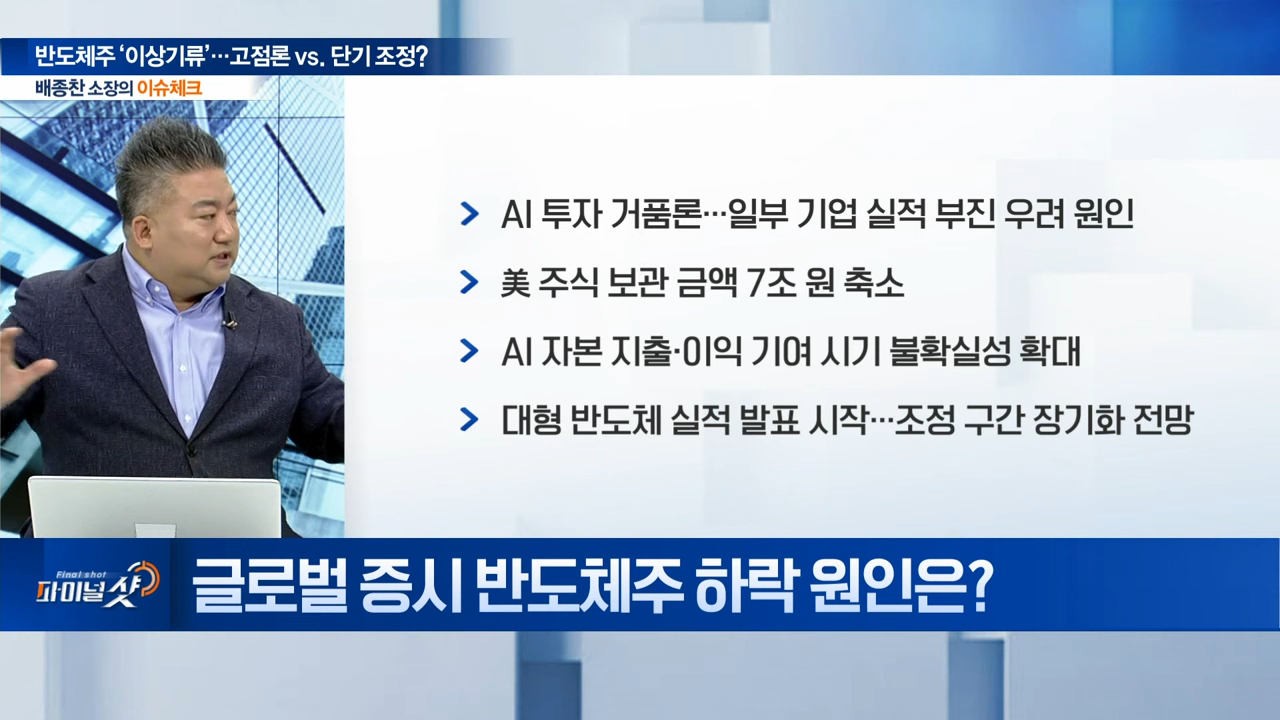 반도체주 ‘이상기류’…고점론 vs. 단기 조정?
배종찬 소장의 이슈체크
AI 투자 거품론…일부 기업 실적 부진 우려 원인
美 주식 보관 금액 7조 원 축소
AI 자본 지출·이익 기여 시기 불확실성 확대
대형 반도체 실적 발표 시작…조정 구간 장기화 전망
Final shot
파이널샷
글로벌 증시 반도체주 하락 원인은?